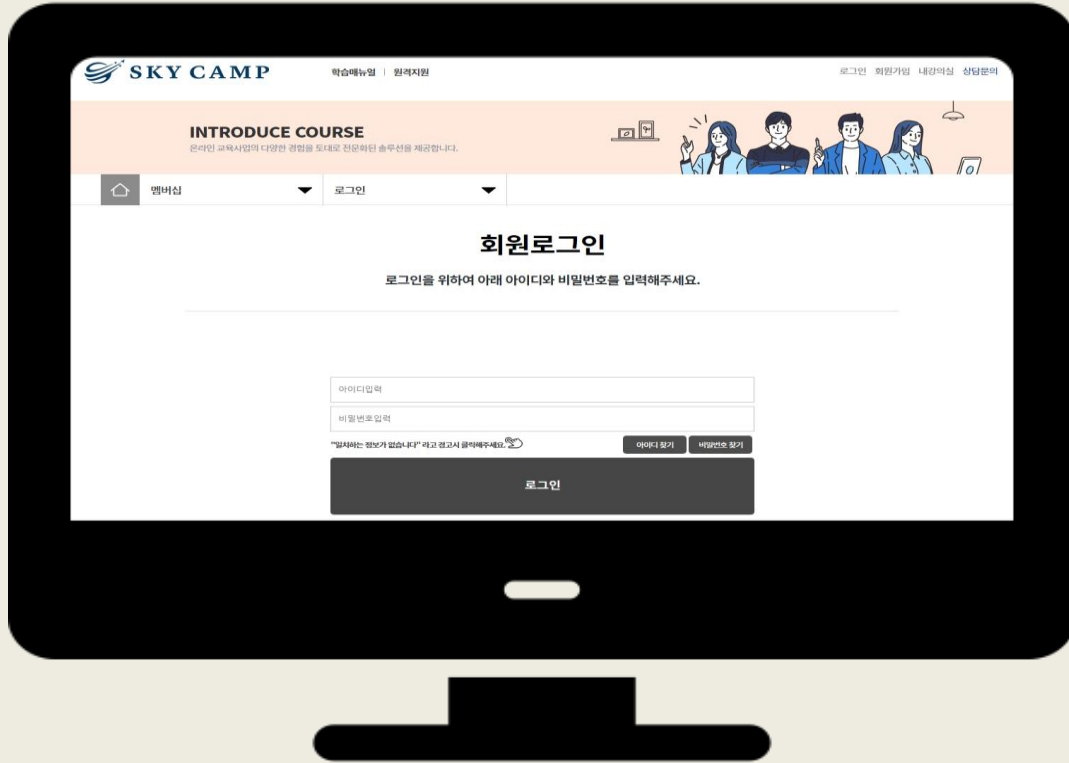 SKY CAMP
학습매뉴얼 | 원격지원
로그인 회원가입 내강의실 상담문의
INTRODUCE COURSE
온라인 교육사업의 다양한 경험을 토대로 전문화된 솔루션을 제공합니다.
멤버십
로그인
회원로그인
로그인을 위하여 아래 아이디와 비밀번호를 입력해주세요.
아이디입력
비밀번호입력
"일치하는 정보가 없습니다" 라고 경고시 클릭해주세요.
아이디 찾기
비밀번호 찾기
로그인